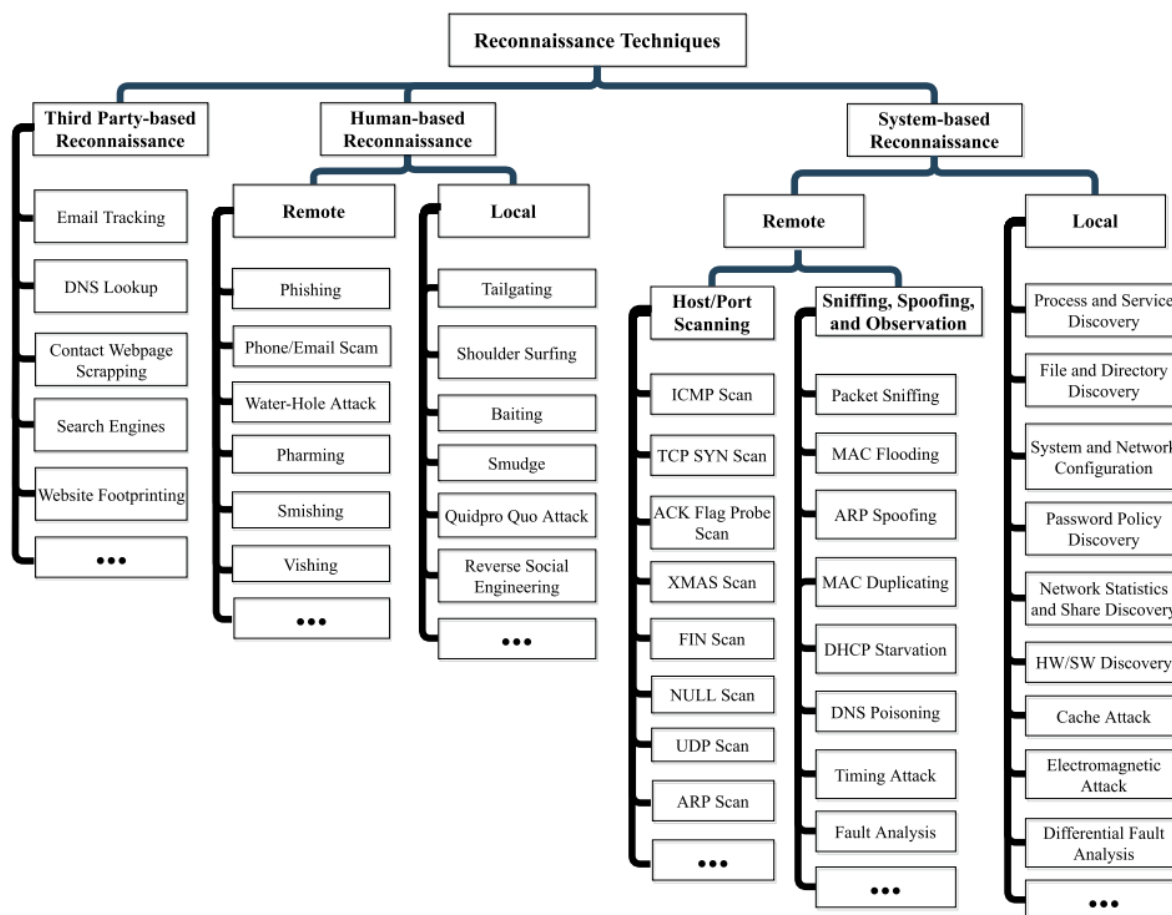 Reconnaissance Techniques
Third Party-based
Reconnaissance
Email Tracking
DNS Lookup
Contact Webpage
Scrapping
Search Engines
Website Footprinting
•••
Human-based
Reconnaissance
Remote
Phishing
Phone/Email Scam
Water-Hole Attack
Pharming
Smishing
Vishing
•••
Local
Tailgating
Shoulder Surfing
Baiting
Smudge
Quidpro Quo Attack
Reverse Social
Engineering
•••
System-based
Reconnaissance
Remote
Host/Port
Scanning
ICMP Scan
TCP SYN Scan
ACK Flag Probe
Scan
XMAS Scan
FIN Scan
NULL Scan
UDP Scan
ARP Scan
•••
Sniffing, Spoofing,
and Observation
Packet Sniffing
MAC Flooding
ARP Spoofing
MAC Duplicating
DHCP Starvation
DNS Poisoning
Timing Attack
Fault Analysis
•••
Local
Process and Service
Discovery
File and Directory
Discovery
System and Network
Configuration
Password Policy
Discovery
Network Statistics
and Share Discovery
HW/SW Discovery
Cache Attack
Electromagnetic
Attack
Differential Fault
Analysis
•••